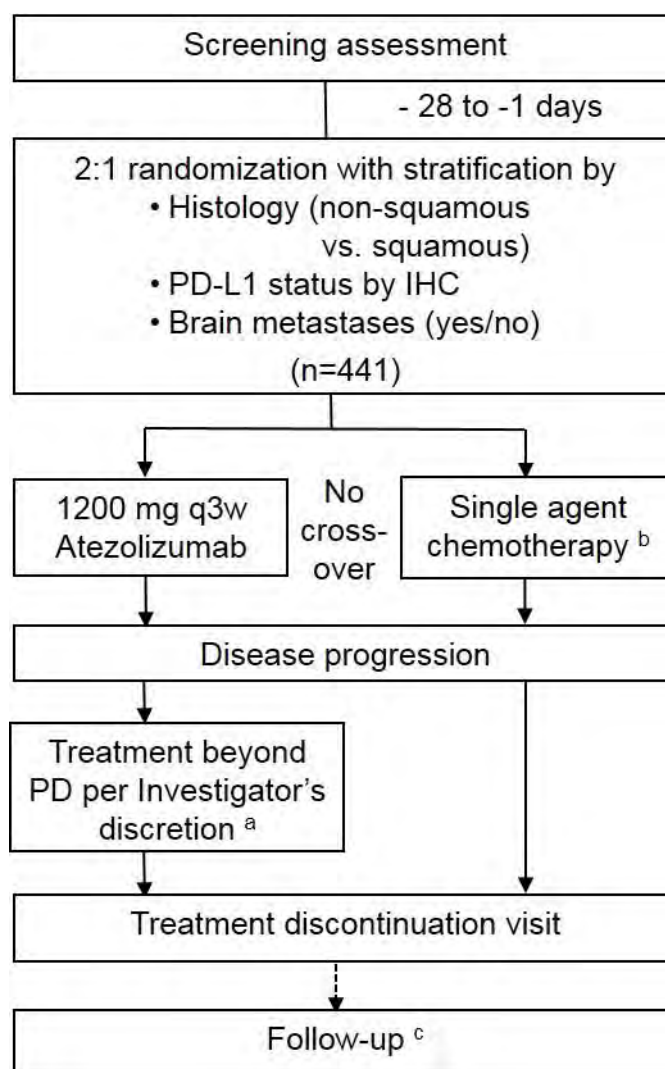 Screening assessment
- 28 to -1 days
2:1 randomization with stratification by
• Histology (non-squamous
vs. squamous)
• PD-L1 status by IHC
• Brain metastases (yes/no)
(n=441)
1200 mg q3w
Atezolizumab
No
cross-
over
Single agent
chemotherapy b
Disease progression
Treatment beyond
PD per Investigator's
discretion a
Treatment discontinuation visit
Follow-up c